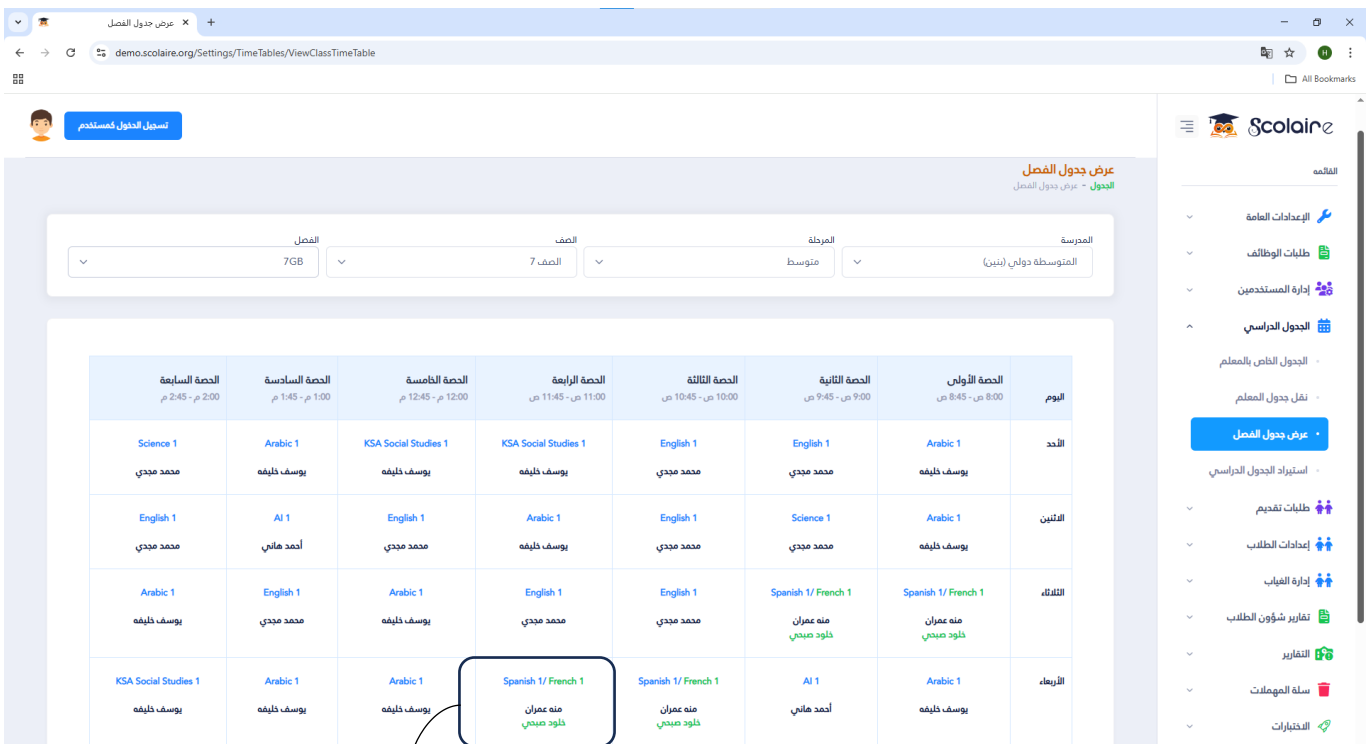 عرض جدول الفصل
demo.scolaire.org/Settings/TimeTables/ViewClassTimeTable
H
All Bookmarks
Scolaire
تسجيل الدخول كمستخدم
القائمه
الإعدادات العامة
طلبات الوظائف
إدارة المستخدمين
الجدول الدراسي
الجدول الخاص بالمعلم
نقل جدول المعلم
عرض جدول الفصل
استيراد الجدول الدراسي
طلبات تقديم
إعدادات الطلاب
إدارة الغياب
تقارير شؤون الطلاب
التقارير
سلة المهملات
الاختبارات
عرض جدول الفصل
الجدول - عرض جدول الفصل
المدرسة المرحلة الصف الفصل
المتوسطة دولي (بنين) متوسط الصف 7 7GB
اليوم الحصة الأولى الحصة الثانية الحصة الثالثة الحصة الرابعة الحصة الخامسة الحصة السادسة الحصة السابعة
8:00 ص - 8:45 ص 9:00 ص - 9:45 ص 10:00 ص - 10:45 ص 11:00 ص - 11:45 ص 12:00 م - 12:45 م 1:00 م - 1:45 م 2:00 م - 2:45 م
الأحد Arabic 1 English 1 English 1 KSA Social Studies 1 KSA Social Studies 1 Arabic 1 Science 1
يوسف خليفه محمد مجدي محمد مجدي يوسف خليفه يوسف خليفه يوسف خليفه محمد مجدي
الاثنين Arabic 1 Science 1 English 1 Arabic 1 English 1 AI 1 English 1
يوسف خليفه محمد مجدي محمد مجدي يوسف خليفه محمد مجدي أحمد هاني محمد مجدي
الثلاثاء Spanish 1/ French 1 Spanish 1/ French 1 English 1 English 1 Arabic 1 English 1 Arabic 1
منه عمران منه عمران محمد مجدي محمد مجدي يوسف خليفه محمد مجدي يوسف خليفه
خلود صبحي خلود صبحي
الأربعاء Arabic 1 AI 1 Spanish 1/ French 1 Spanish 1/ French 1 Arabic 1 Arabic 1 KSA Social Studies 1
يوسف خليفه أحمد هاني منه عمران منه عمران يوسف خليفه يوسف خليفه يوسف خليفه
خلود صبحي خلود صبحي